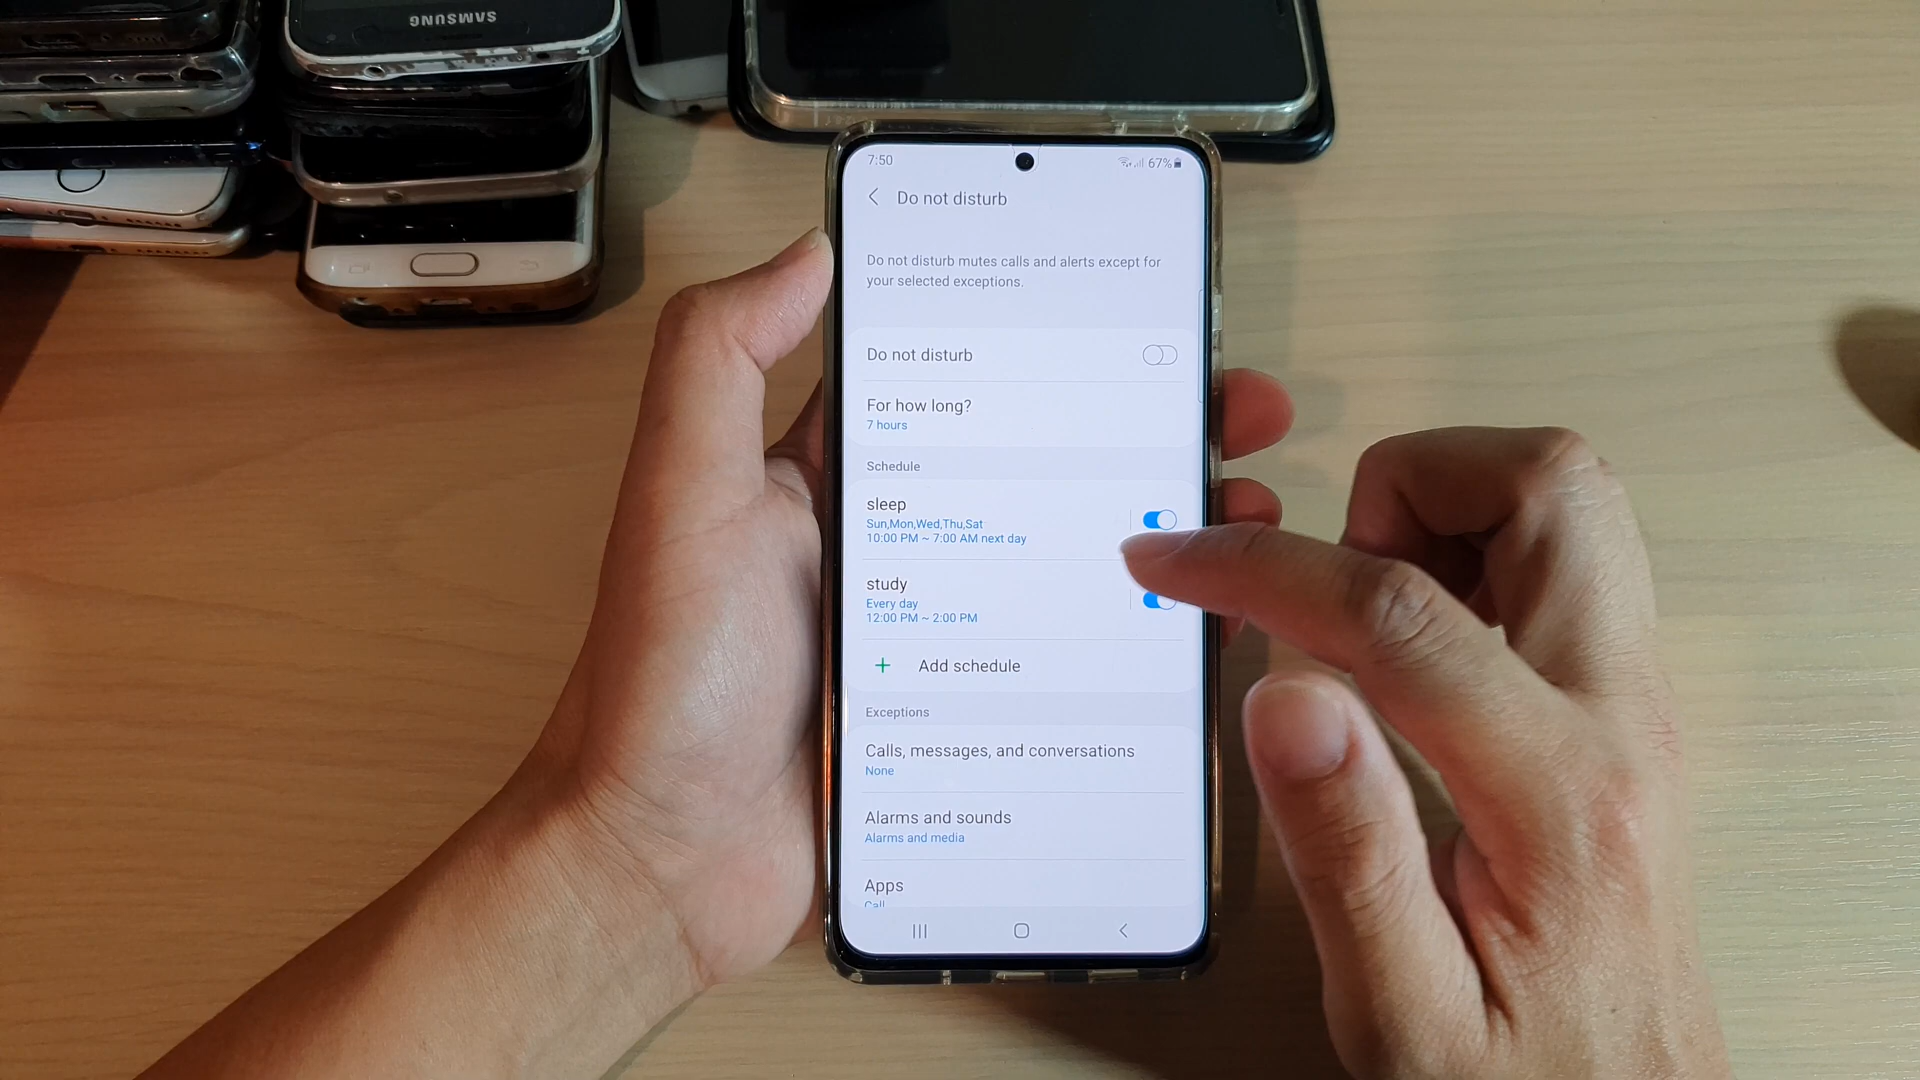 SAMSUNG
7:50
67%
Do not disturb
Do not disturb mutes calls and alerts except for
your selected exceptions.
Do not disturb
For how long?
7 hours
Schedule
sleep
Sun,Mon,Wed,Thu,Sat
10:00 PM ~ 7:00 AM next day
study
Every day
12:00 PM ~ 2:00 PM
+ Add schedule
Exceptions
Calls, messages, and conversations
None
Alarms and sounds
Alarms and media
Apps
Call